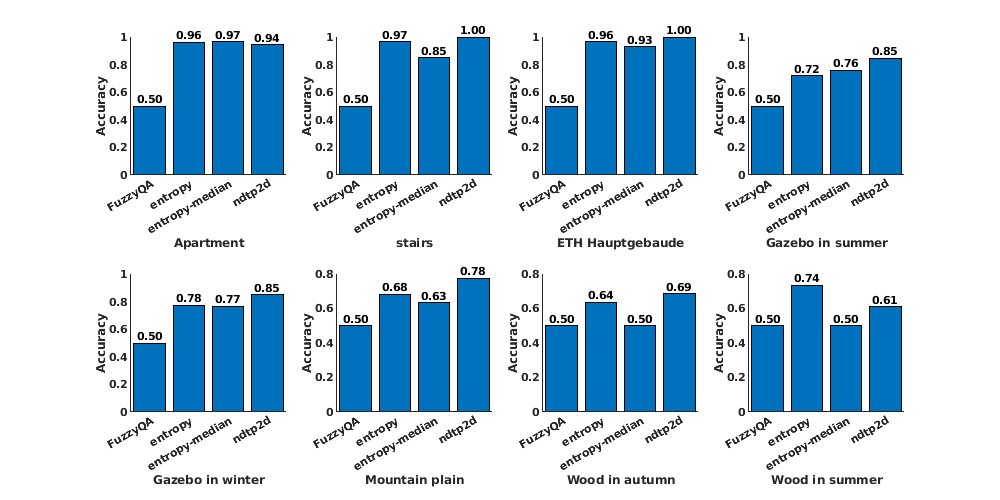 0.50 0.96 0.97 0.94
Accuracy
1
0.8
0.6
0.4
0.2
0
FuzzyQA entropy entropy-median ndtp2d
Apartment
0.50 0.97 0.85 1.00
Accuracy
1
0.8
0.6
0.4
0.2
0
FuzzyQA entropy entropy-median ndtp2d
stairs
0.50 0.96 0.93 1.00
Accuracy
1
0.8
0.6
0.4
0.2
0
FuzzyQA entropy entropy-median ndtp2d
ETH Hauptgebaude
0.50 0.72 0.76 0.85
Accuracy
1
0.8
0.6
0.4
0.2
0
FuzzyQA entropy entropy-median ndtp2d
Gazebo in summer
0.50 0.78 0.77 0.85
Accuracy
1
0.8
0.6
0.4
0.2
0
FuzzyQA entropy entropy-median ndtp2d
Gazebo in winter
0.50 0.68 0.63 0.78
Accuracy
0.8
0.6
0.4
0.2
0
FuzzyQA entropy entropy-median ndtp2d
Mountain plain
0.50 0.64 0.50 0.69
Accuracy
0.8
0.6
0.4
0.2
0
FuzzyQA entropy entropy-median ndtp2d
Wood in autumn
0.50 0.74 0.50 0.61
Accuracy
0.8
0.6
0.4
0.2
0
FuzzyQA entropy entropy-median ndtp2d
Wood in summer